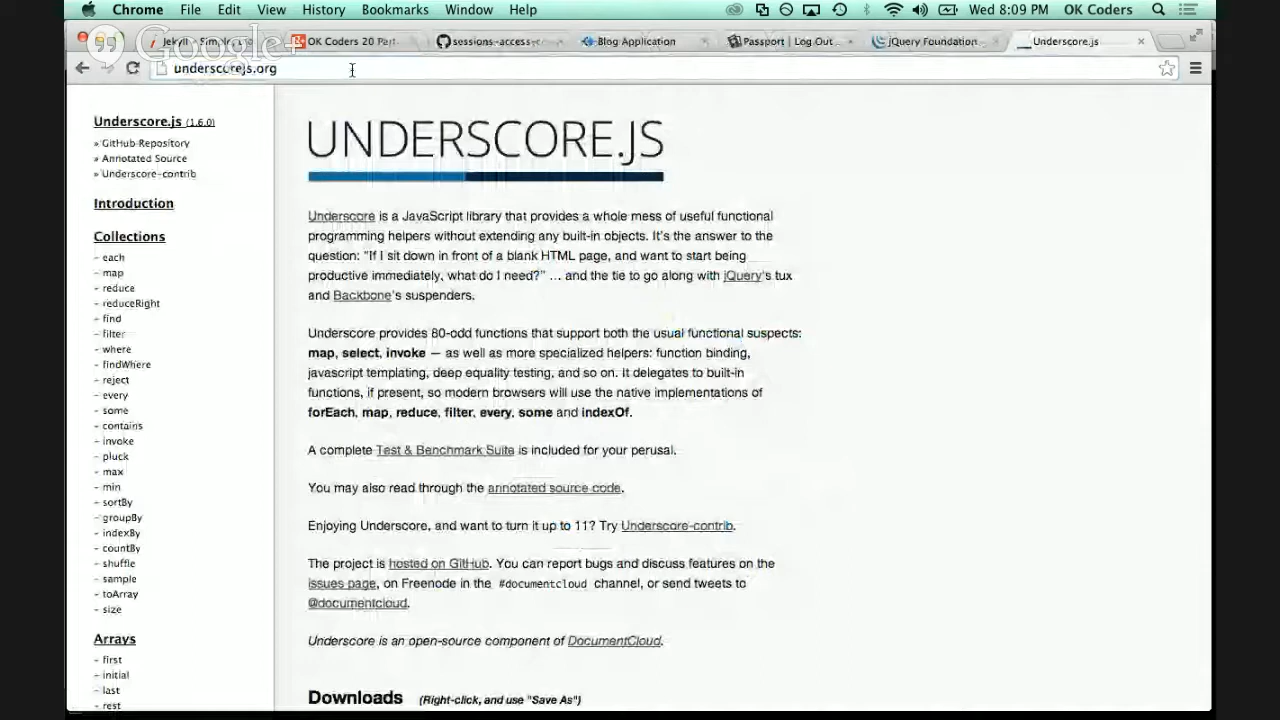 Chrome File Edit View History Bookmarks Window Help Wed 8:09 PM OK Coders
Google+
Jekyll • Simple OK Coders 20 Part sessions-access Blog Application Passport | Log Out jQuery Foundation Underscore.js
underscorejs.org
Underscore.js (1.6.0)
» GitHub Repository
» Annotated Source
» Underscore-contrib
Introduction
Collections
- each
- map
- reduce
- reduceRight
- find
- filter
- where
- findWhere
- reject
- every
- some
- contains
- invoke
- pluck
- max
- min
- sortBy
- groupBy
- indexBy
- countBy
- shuffle
- sample
- toArray
- size
Arrays
- first
- initial
- last
- rest
UNDERSCORE.JS
Underscore is a JavaScript library that provides a whole mess of useful functional
programming helpers without extending any built-in objects. It's the answer to the
question: "If I sit down in front of a blank HTML page, and want to start being
productive immediately, what do I need?" ... and the tie to go along with jQuery's tux
and Backbone's suspenders.
Underscore provides 80-odd functions that support both the usual functional suspects:
map, select, invoke — as well as more specialized helpers: function binding,
javascript templating, deep equality testing, and so on. It delegates to built-in
functions, if present, so modern browsers will use the native implementations of
forEach, map, reduce, filter, every, some and indexOf.
A complete Test & Benchmark Suite is included for your perusal.
You may also read through the annotated source code.
Enjoying Underscore, and want to turn it up to 11? Try Underscore-contrib.
The project is hosted on GitHub. You can report bugs and discuss features on the
issues page, on Freenode in the #documentcloud channel, or send tweets to
@documentcloud.
Underscore is an open-source component of DocumentCloud.
Downloads (Right-click, and use "Save As")